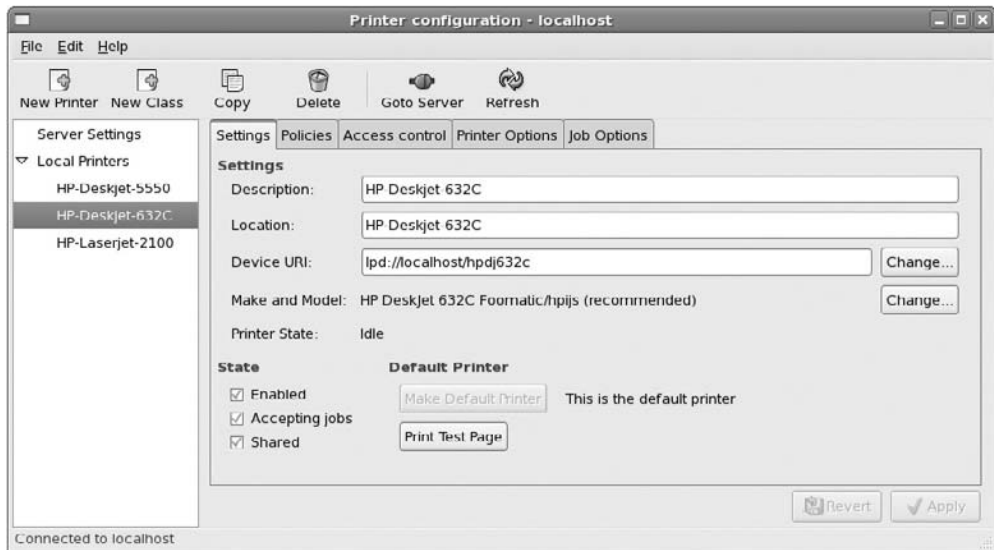 Printer configuration - localhost
File Edit Help
New Printer New Class Copy Delete Goto Server Refresh
Server Settings
Local Printers
HP-Deskjet-5550
HP-Deskjet-632C
HP-Laserjet-2100
Settings Policies Access control Printer Options Job Options
Settings
Description: HP Deskjet 632C
Location: HP Deskjet 632C
Device URI: lpd://localhost/hpdj632c Change...
Make and Model: HP DeskJet 632C Foomatic/hpijs (recommended) Change...
Printer State: Idle
State Default Printer
Enabled Make Default Printer This is the default printer
Accepting jobs
Shared Print Test Page
Revert Apply
Connected to localhost